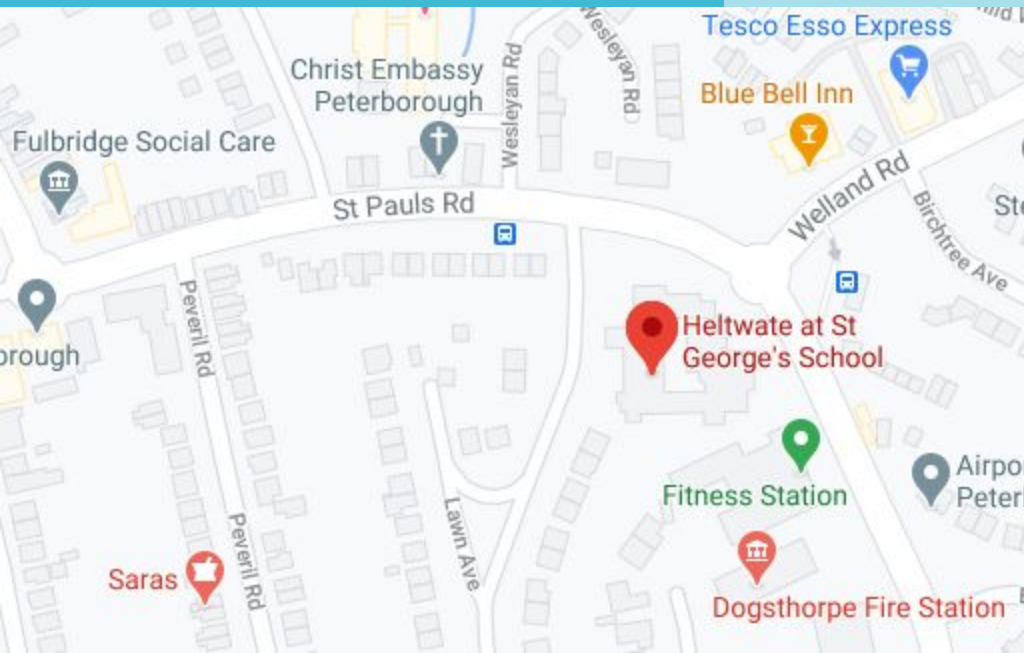 Tesco Esso Express
Wesleyan Rd
Christ Embassy
Peterborough
Wesleyan Rd
Blue Bell Inn
Fulbridge Social Care
St Pauls Rd
Welland Rd
Birchtree Ave
Peveril Rd
Heltwate at St
George's School
Fitness Station
Lawn Ave
Peveril Rd
Saras
Dogsthorpe Fire Station